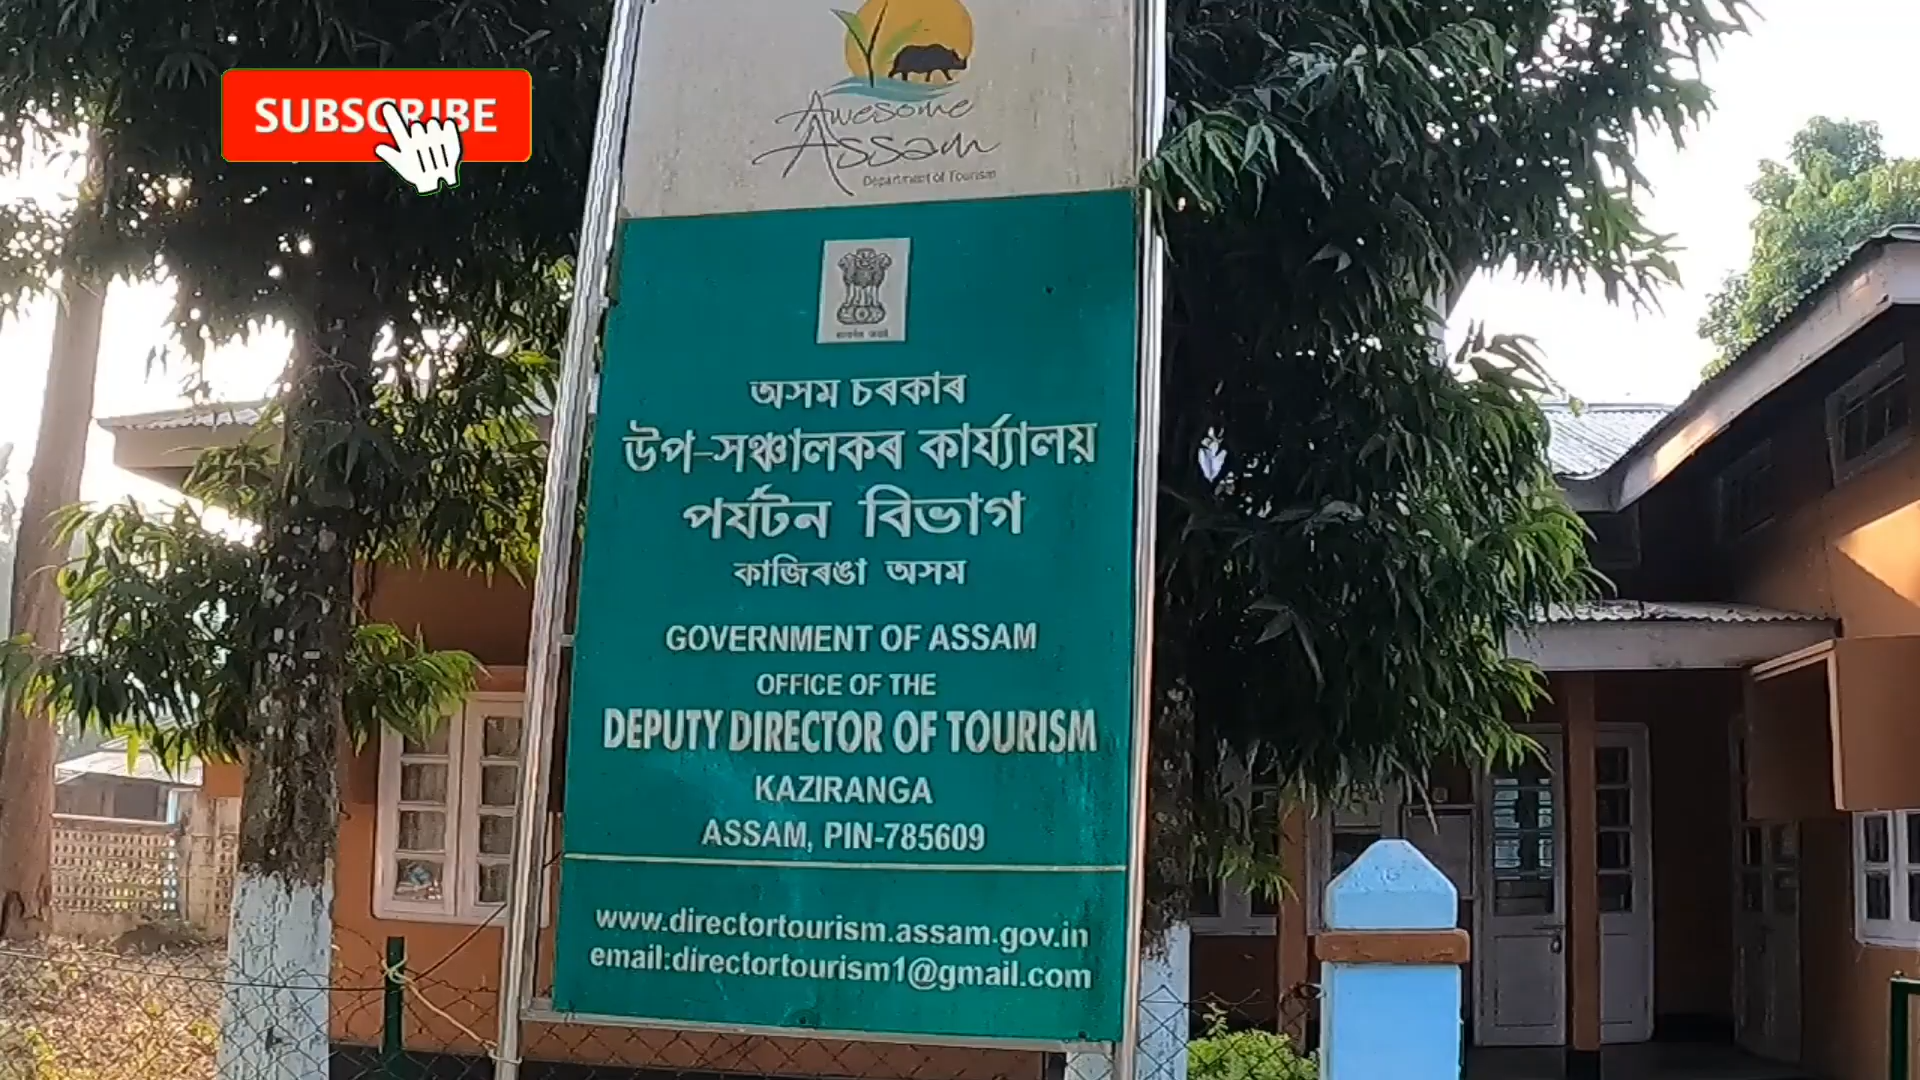 SUBSCRIBE
Awesome
Assam
Department of Tourism
অসম চৰকাৰ
উপ-সঞ্চালকৰ কাৰ্য্যালয়
পৰ্যটন বিভাগ
কাজিৰঙা অসম
GOVERNMENT OF ASSAM
OFFICE OF THE
DEPUTY DIRECTOR OF TOURISM
KAZIRANGA
ASSAM, PIN-785609
www.directortourism.assam.gov.in
email:directortourism1@gmail.com